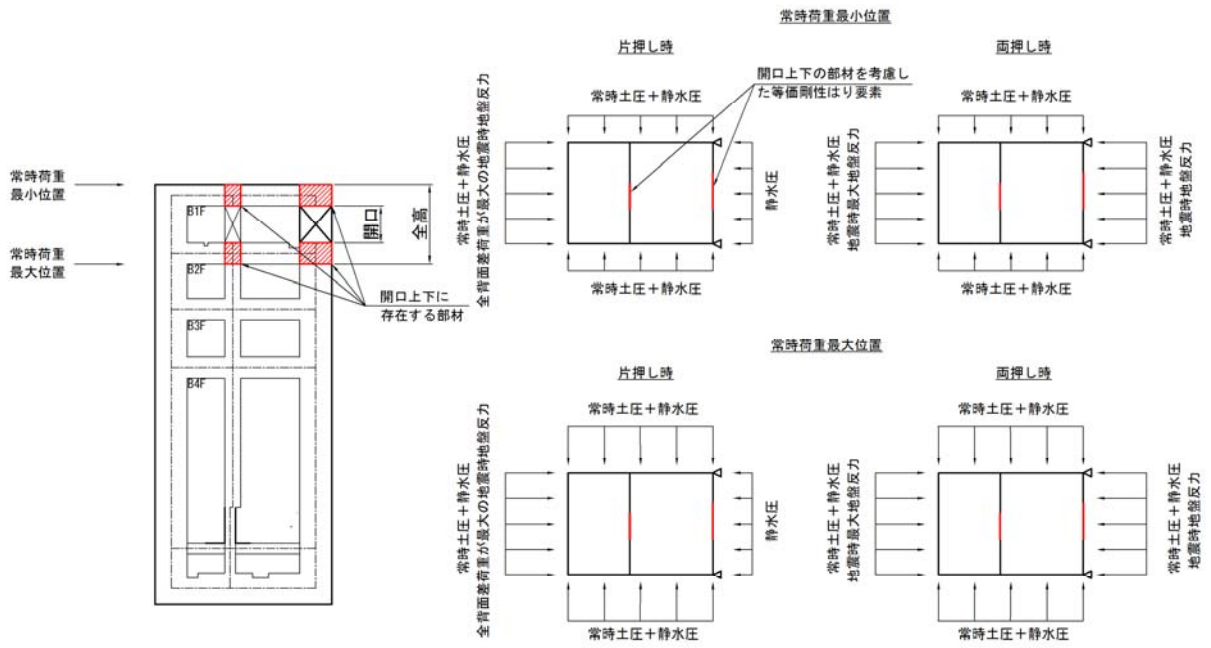 常時荷重最小位置
片押し時
両押し時
開口上下の部材を考慮し
た等価剛性はり要素
常時土圧＋静水圧
常時土圧＋静水圧
常時土圧＋静水圧
全背面差荷重が最大の地震時地盤反力
静水圧
常時土圧＋静水圧
地震時最大地盤反力
常時土圧＋静水圧
地震時地盤反力
常時土圧＋静水圧
常時土圧＋静水圧
常時荷重
最小位置
常時荷重
最大位置
B1F
B2F
B3F
B4F
開口
全高
開口上下に
存在する部材
常時荷重最大位置
片押し時
両押し時
常時土圧＋静水圧
常時土圧＋静水圧
常時土圧＋静水圧
全背面差荷重が最大の地震時地盤反力
静水圧
常時土圧＋静水圧
地震時最大地盤反力
常時土圧＋静水圧
地震時地盤反力
常時土圧＋静水圧
常時土圧＋静水圧